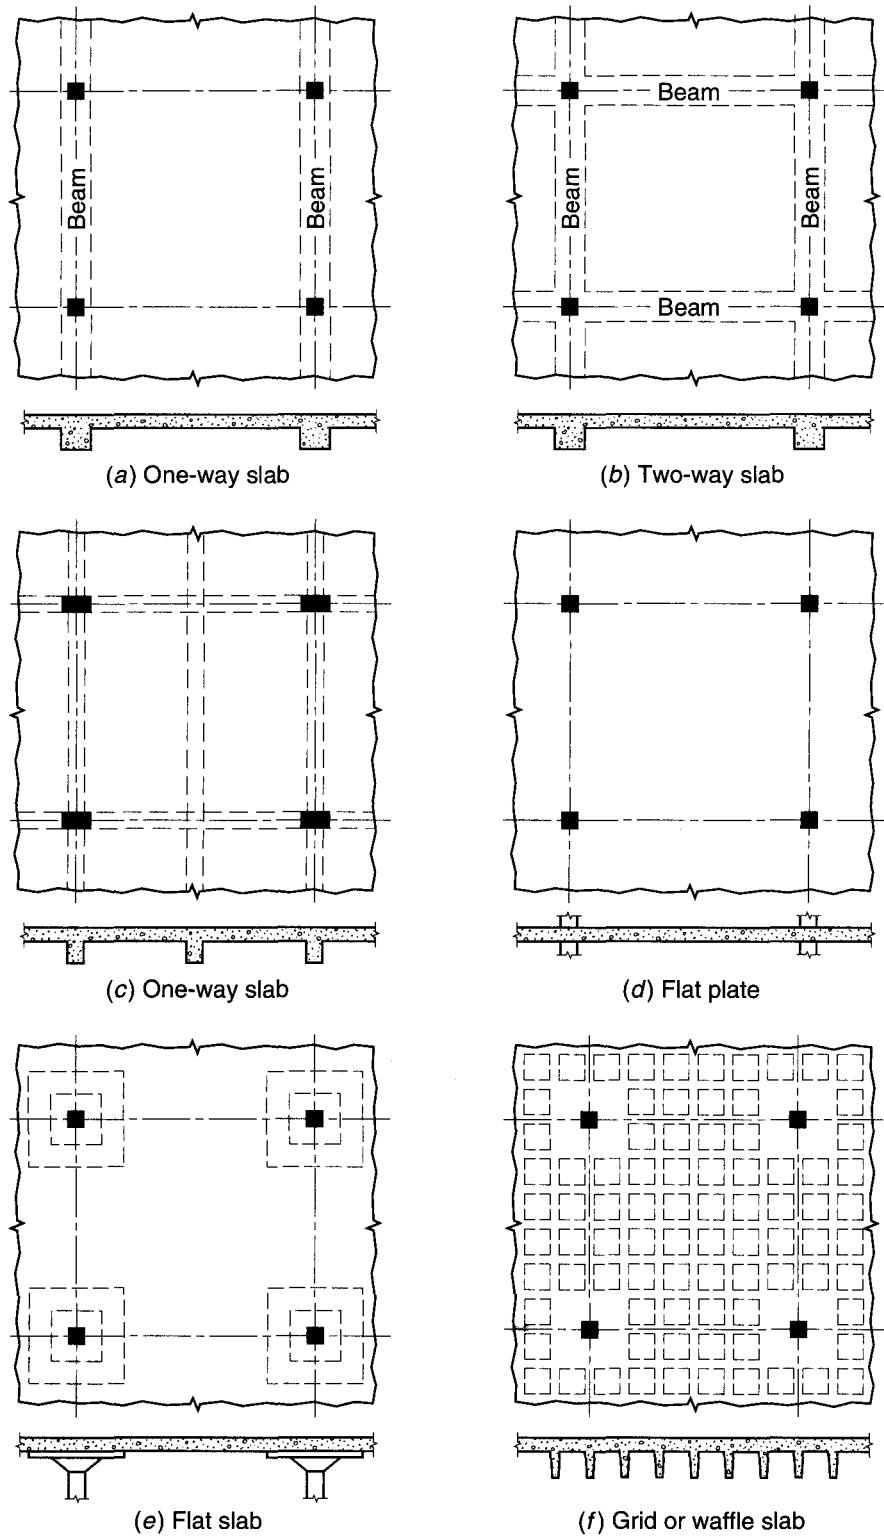 Beam
Beam
(a) One-way slab
Beam
Beam
Beam
Beam
(b) Two-way slab
(c) One-way slab
(d) Flat plate
(e) Flat slab
(f) Grid or waffle slab